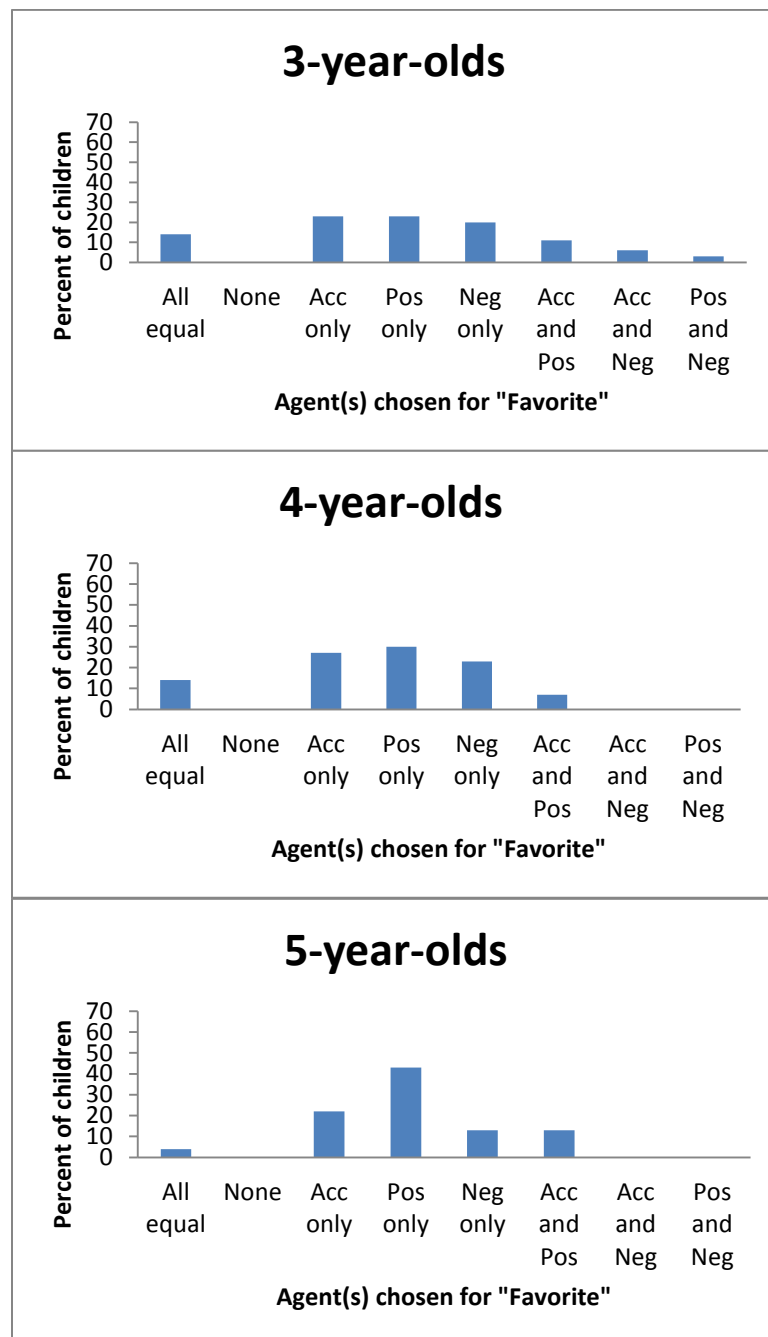 3-year-olds
Percent of children
70
60
50
40
30
20
10
0
All equal
None
Acc only
Pos only
Neg only
Acc and Pos
Acc and Neg
Pos and Neg
Agent(s) chosen for "Favorite"
4-year-olds
Percent of children
70
60
50
40
30
20
10
0
All equal
None
Acc only
Pos only
Neg only
Acc and Pos
Acc and Neg
Pos and Neg
Agent(s) chosen for "Favorite"
5-year-olds
Percent of children
70
60
50
40
30
20
10
0
All equal
None
Acc only
Pos only
Neg only
Acc and Pos
Acc and Neg
Pos and Neg
Agent(s) chosen for "Favorite"